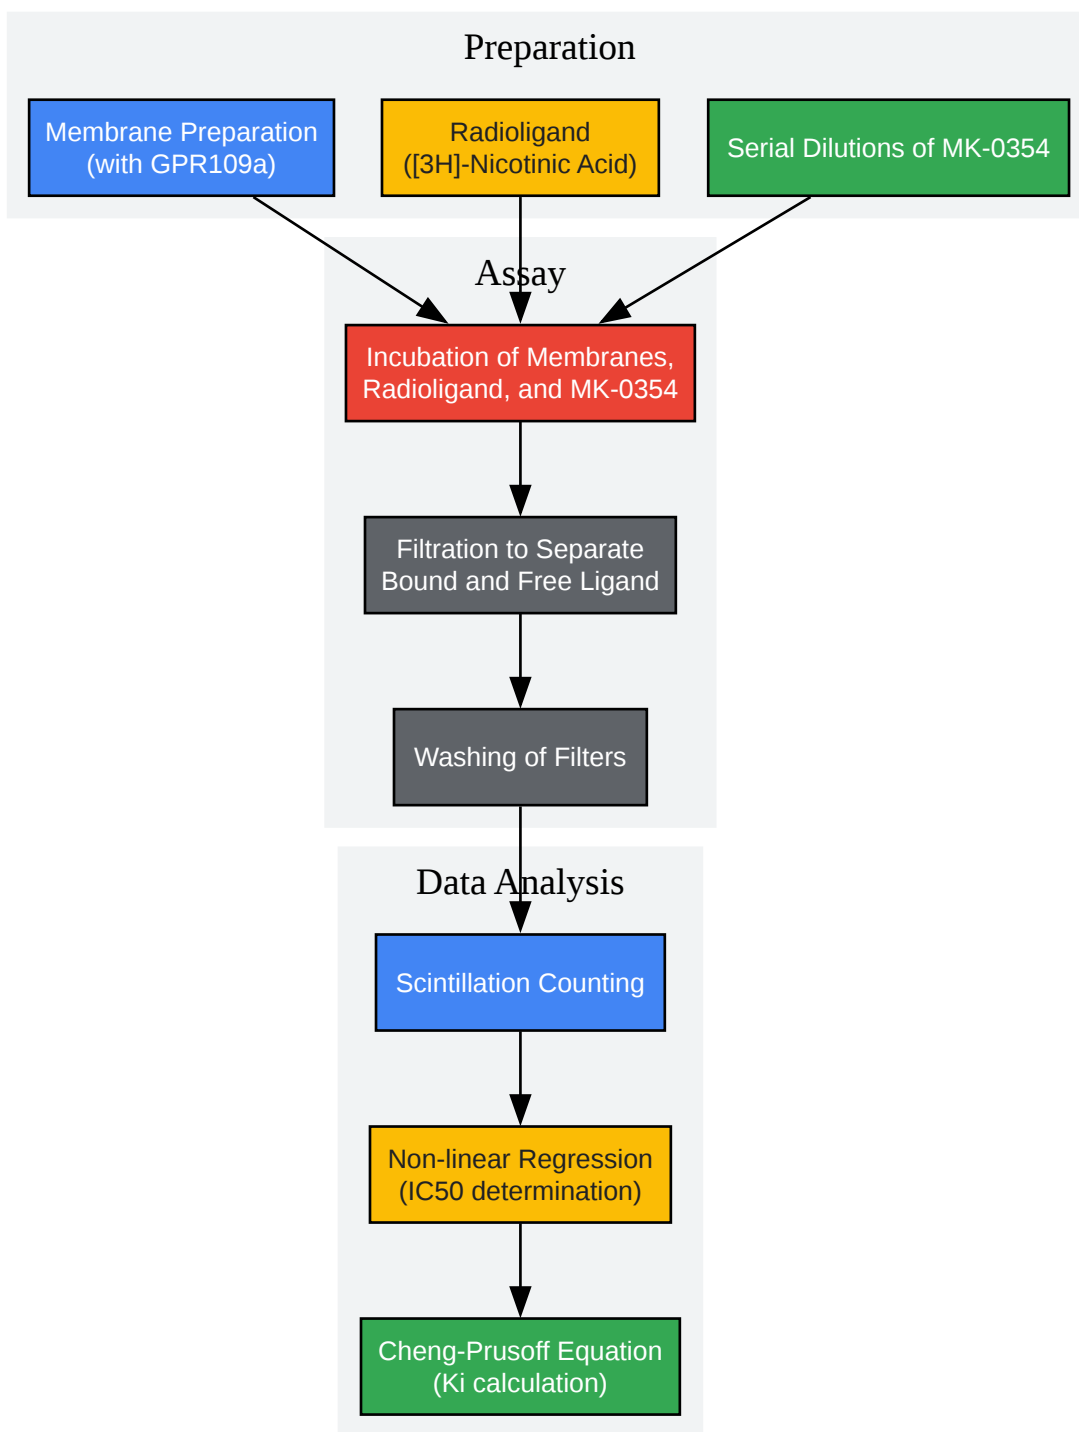 Preparation
Membrane Preparation
(with GPR109a)
Radioligand
([3H]-Nicotinic Acid)
Serial Dilutions of MK-0354
Assay
Incubation of Membranes,
Radioligand, and MK-0354
Filtration to Separate
Bound and Free Ligand
Washing of Filters
Data Analysis
Scintillation Counting
Non-linear Regression
(IC50 determination)
Cheng-Prusoff Equation
(Ki calculation)